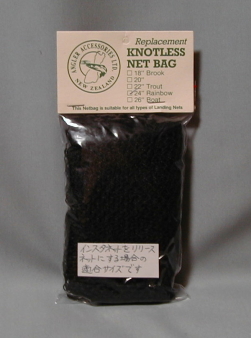 Replacement
KNOTLESS
NET BAG
18" Brook
20"
22" Trout
24" Rainbow
26" Boat
ANGLER ACCESSORIES LTD.
NEW ZEALAND
This Netbag is suitable for all types of Landing Nets
インスタネットをリリース
ネットにする場合の
適合サイズです